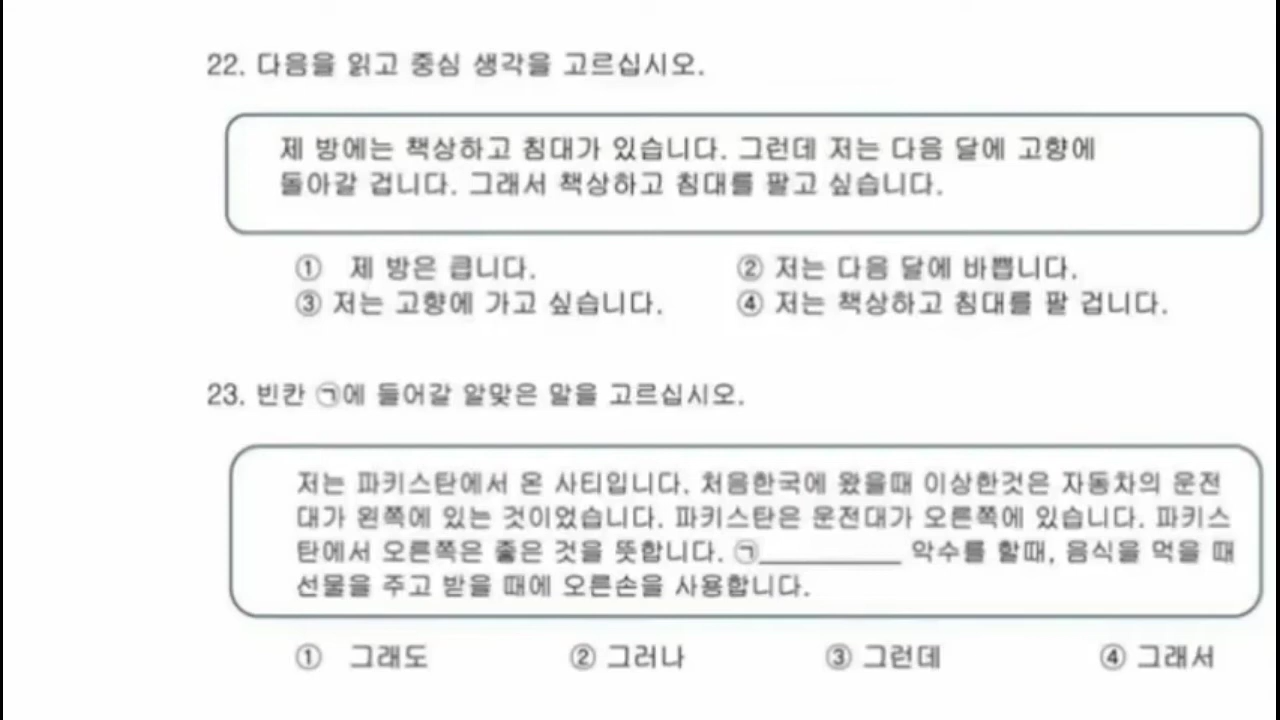 22. 다음을 읽고 중심 생각을 고르십시오.
제 방에는 책상하고 침대가 있습니다. 그런데 저는 다음 달에 고향에
돌아갈 겁니다. 그래서 책상하고 침대를 팔고 싶습니다.
① 제 방은 큽니다. ② 저는 다음 달에 바쁩니다.
③ 저는 고향에 가고 싶습니다. ④ 저는 책상하고 침대를 팔 겁니다.
23. 빈칸 ㉠에 들어갈 알맞은 말을 고르십시오.
저는 파키스탄에서 온 사티입니다. 처음한국에 왔을때 이상한것은 자동차의 운전
대가 왼쪽에 있는 것이었습니다. 파키스탄은 운전대가 오른쪽에 있습니다. 파키스
탄에서 오른쪽은 좋은 것을 뜻합니다. ㉠____________ 악수를 할때, 음식을 먹을 때
선물을 주고 받을 때에 오른손을 사용합니다.
① 그래도 ② 그러나 ③ 그런데 ④ 그래서